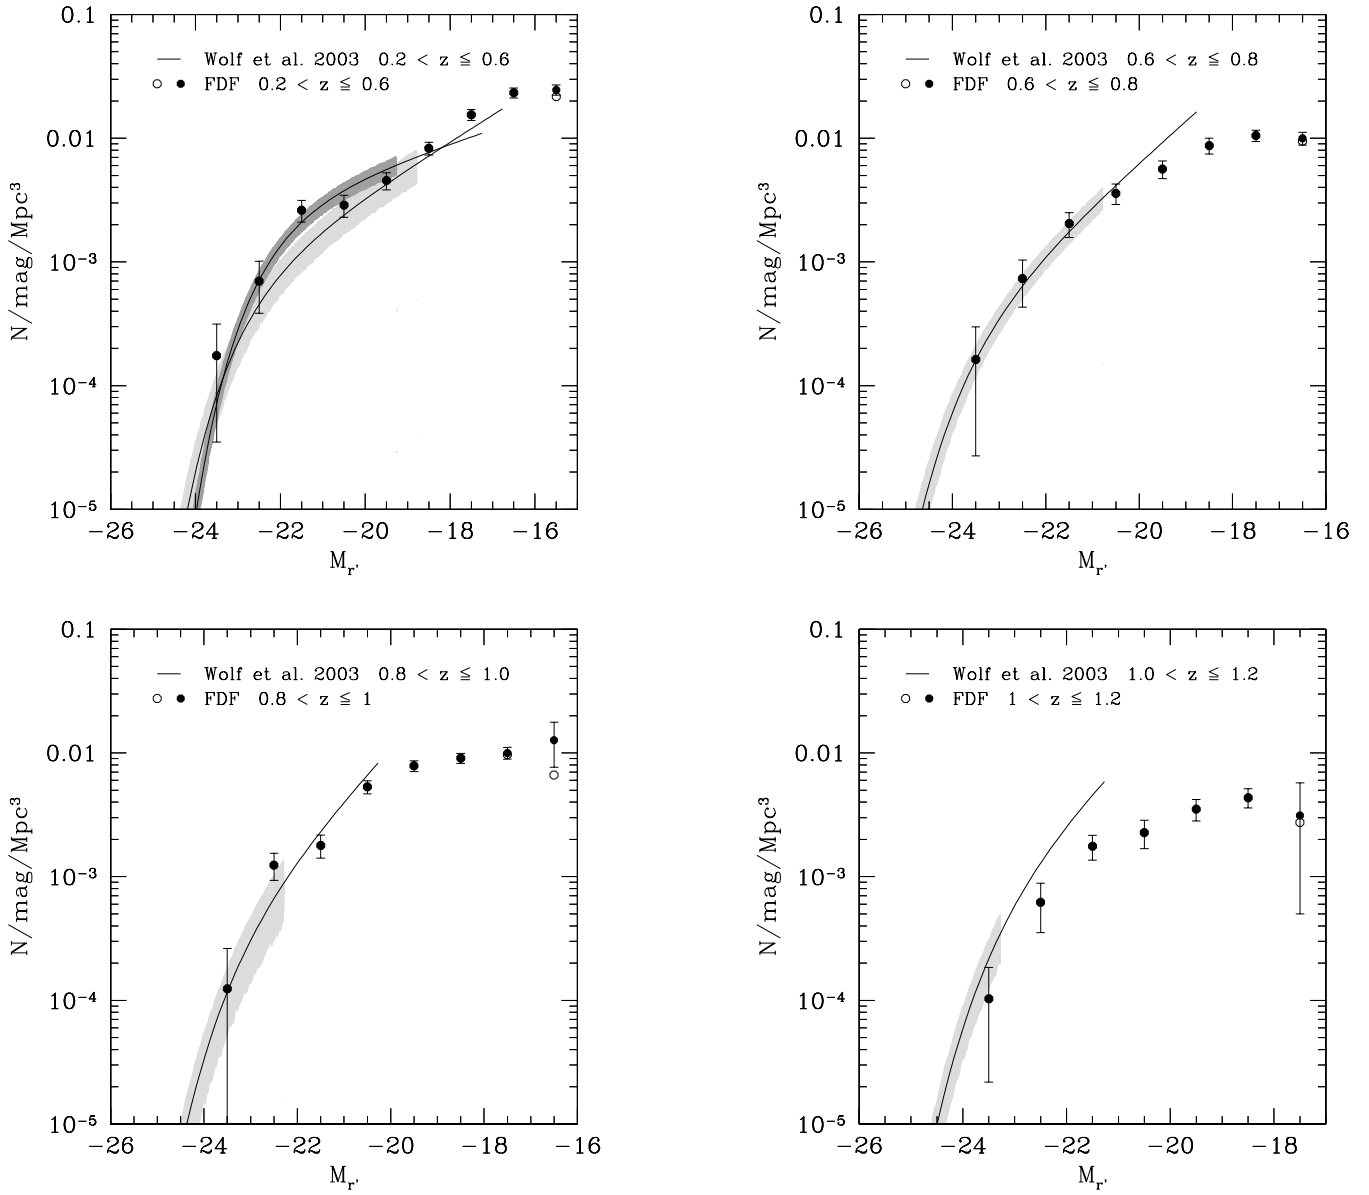 0.1
0.01
10⁻³
10⁻⁴
10⁻⁵
N/mag/Mpc³
Wolf et al. 2003 0.2 < z ≦ 0.6
FDF 0.2 < z ≦ 0.6
−26 −24 −22 −20 −18 −16
M_r'
0.1
0.01
10⁻³
10⁻⁴
10⁻⁵
N/mag/Mpc³
Wolf et al. 2003 0.6 < z ≦ 0.8
FDF 0.6 < z ≦ 0.8
−26 −24 −22 −20 −18 −16
M_r'
0.1
0.01
10⁻³
10⁻⁴
10⁻⁵
N/mag/Mpc³
Wolf et al. 2003 0.8 < z ≦ 1.0
FDF 0.8 < z ≦ 1
−26 −24 −22 −20 −18 −16
M_r'
0.1
0.01
10⁻³
10⁻⁴
10⁻⁵
N/mag/Mpc³
Wolf et al. 2003 1.0 < z ≦ 1.2
FDF 1 < z ≦ 1.2
−26 −24 −22 −20 −18
M_r'